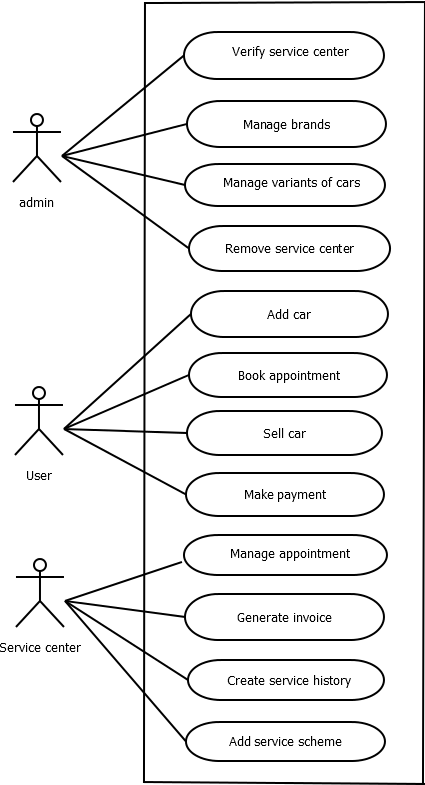 Verify service center
Manage brands
Manage variants of cars
admin
Remove service center
Add car
Book appointment
Sell car
User
Make payment
Manage appointment
Generate invoice
Service center
Create service history
Add service scheme